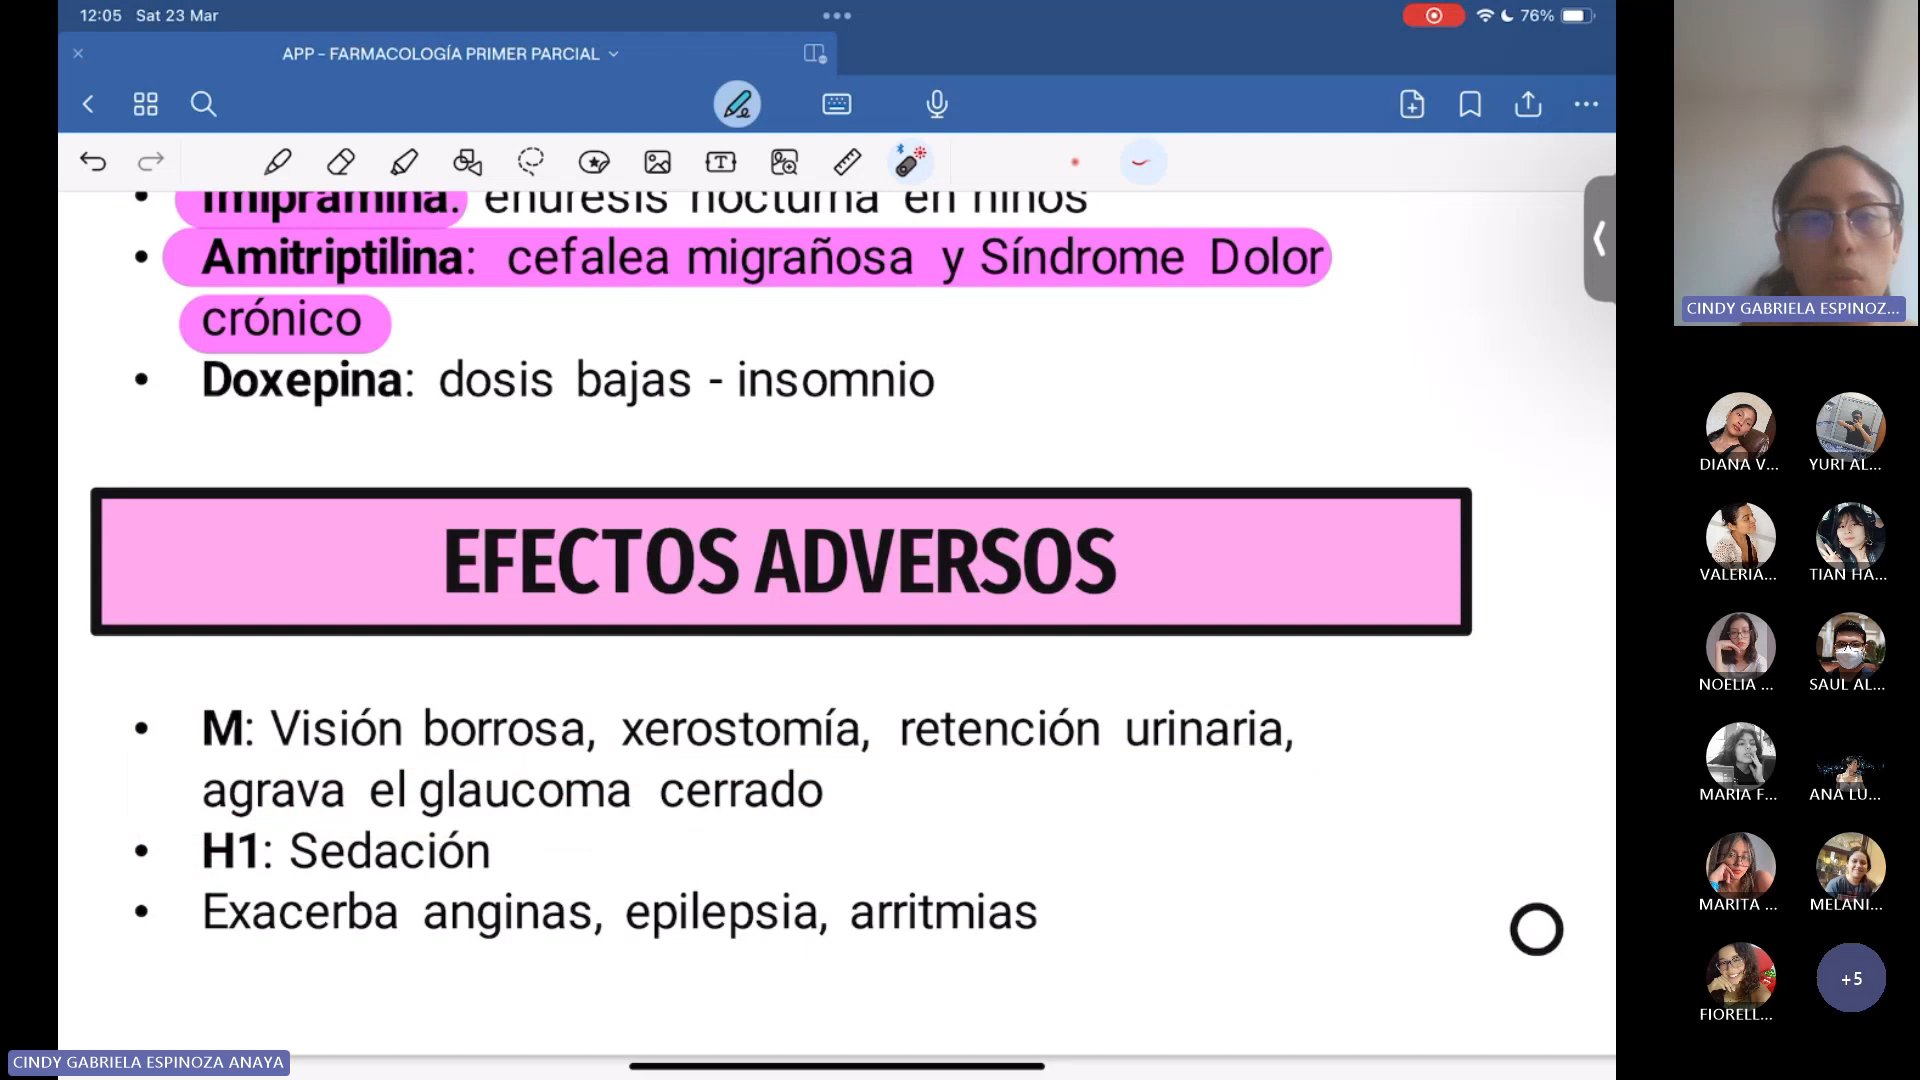 12:05 Sat 23 Mar
76%
APP - FARMACOLOGÍA PRIMER PARCIAL
• Imipramina: enuresis nocturna en niños
• Amitriptilina: cefalea migrañosa y Síndrome Dolor
crónico
• Doxepina: dosis bajas - insomnio
EFECTOS ADVERSOS
• M: Visión borrosa, xerostomía, retención urinaria,
agrava el glaucoma cerrado
• H1: Sedación
• Exacerba anginas, epilepsia, arritmias
CINDY GABRIELA ESPINOZA ANAYA
CINDY GABRIELA ESPINOZ...
DIANA V...
YURI AL...
VALERIA...
TIAN HA...
NOELIA ...
SAUL AL...
MARIA F...
ANA LU...
MARITA ...
MELANI...
FIORELL...
+5